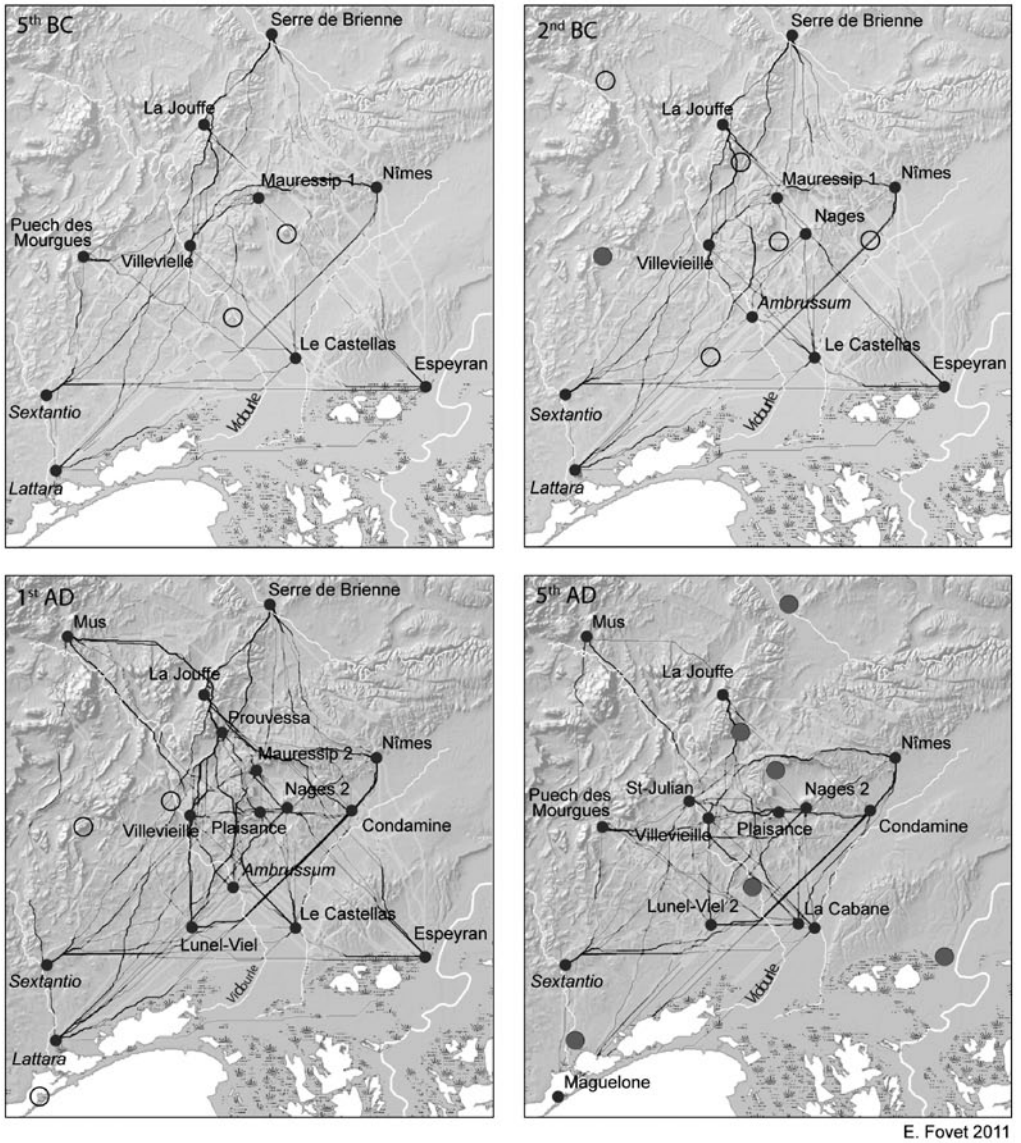 5th BC
Serre de Brienne
La Jouffe
Mauressip 1
Nîmes
Puech des
Mourgues
Villevielle
Le Castellas
Espeyran
Sextantio
Vidourle
Lattara
2nd BC
Serre de Brienne
La Jouffe
Mauressip 1
Nîmes
Nages
Villevieille
Ambrussum
Le Castellas
Espeyran
Sextantio
Vidourle
Lattara
1st AD
Serre de Brienne
Mus
La Jouffe
Prouvessa
Mauressip 2
Nîmes
Nages 2
Villevieille
Plaisance
Condamine
Ambrussum
Le Castellas
Lunel-Viel
Espeyran
Sextantio
Vidourle
Lattara
5th AD
Mus
La Jouffe
Nîmes
St-Julian
Nages 2
Puech des
Mourgues
Villevieille
Plaisance
Condamine
Lunel-Viel 2
La Cabane
Sextantio
Vidourle
Maguelone
E. Fovet 2011